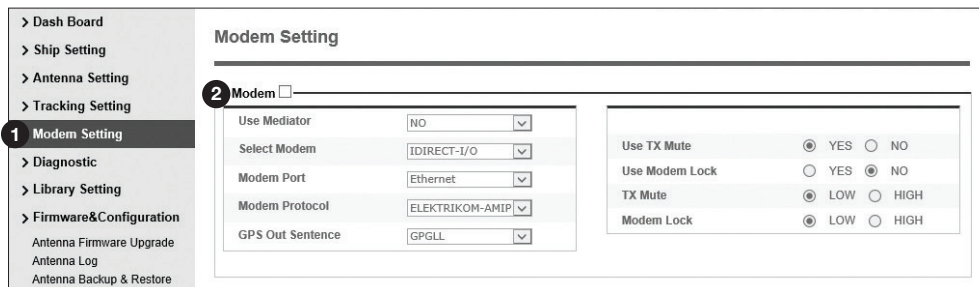 > Dash Board
> Ship Setting
> Antenna Setting
> Tracking Setting
1 Modem Setting
> Diagnostic
> Library Setting
> Firmware&Configuration
Antenna Firmware Upgrade
Antenna Log
Antenna Backup & Restore
Modem Setting
2 Modem
Use Mediator NO
Select Modem IDIRECT-I/O
Modem Port Ethernet
Modem Protocol ELEKTRIKOM-AMIP
GPS Out Sentence GPGLL
Use TX Mute YES NO
Use Modem Lock YES NO
TX Mute LOW HIGH
Modem Lock LOW HIGH